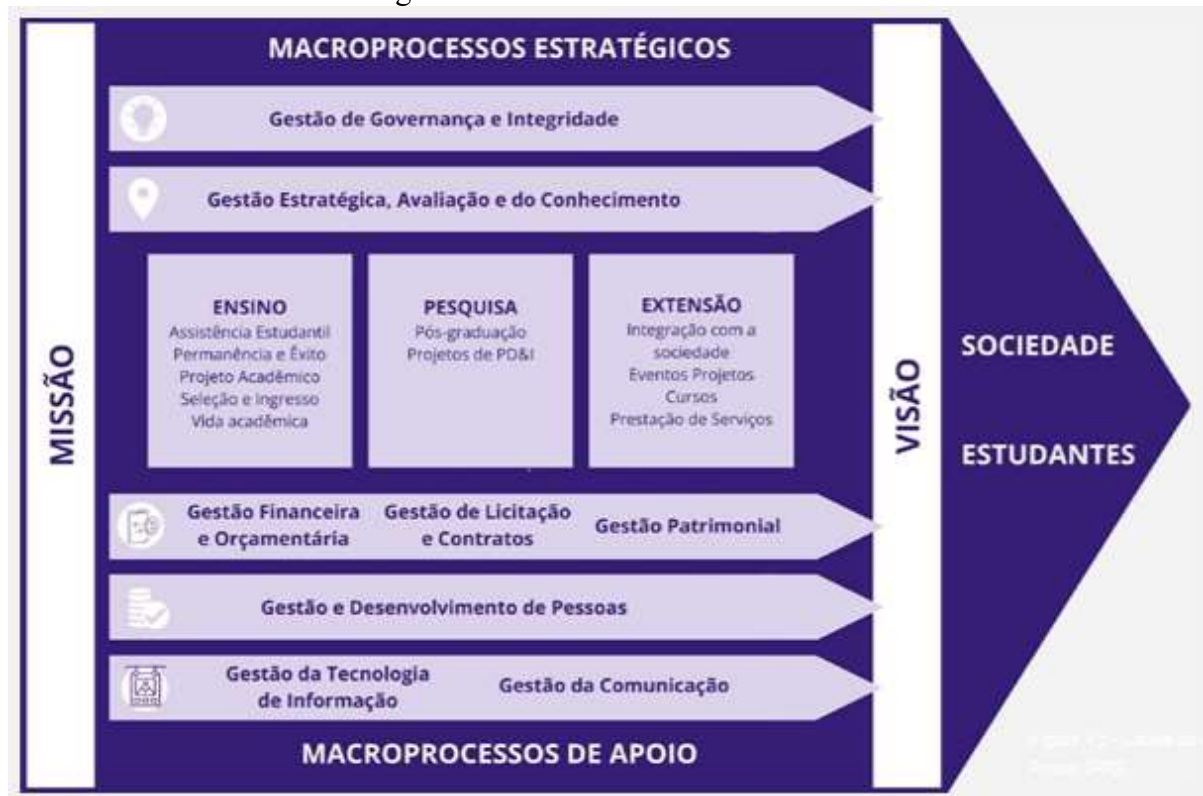 MACROPROCESSOS ESTRATÉGICOS
Gestão de Governança e Integridade
Gestão Estratégica, Avaliação e do Conhecimento
MISSÃO
ENSINO
Assistência Estudantil
Permanência e Êxito
Projeto Acadêmico
Seleção e Ingresso
Vida acadêmica
PESQUISA
Pós-graduação
Projetos de PD&I
EXTENSÃO
Integração com a
sociedade
Eventos Projetos
Cursos
Prestação de Serviços
VISÃO
SOCIEDADE
ESTUDANTES
Gestão Financeira
e Orçamentária
Gestão de Licitação
e Contratos
Gestão Patrimonial
Gestão e Desenvolvimento de Pessoas
Gestão da Tecnologia
de Informação
Gestão da Comunicação
MACROPROCESSOS DE APOIO